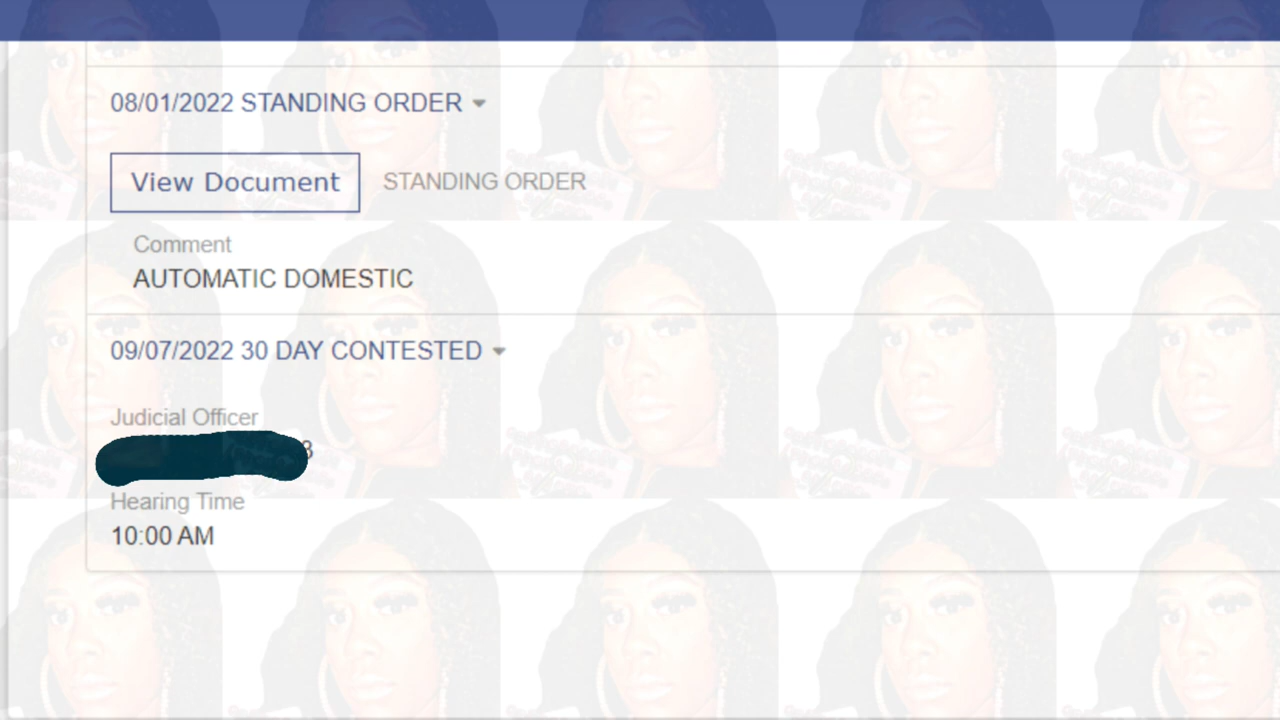 08/01/2022 STANDING ORDER
View Document STANDING ORDER
Comment
AUTOMATIC DOMESTIC
09/07/2022 30 DAY CONTESTED
Judicial Officer
Hearing Time
10:00 AM